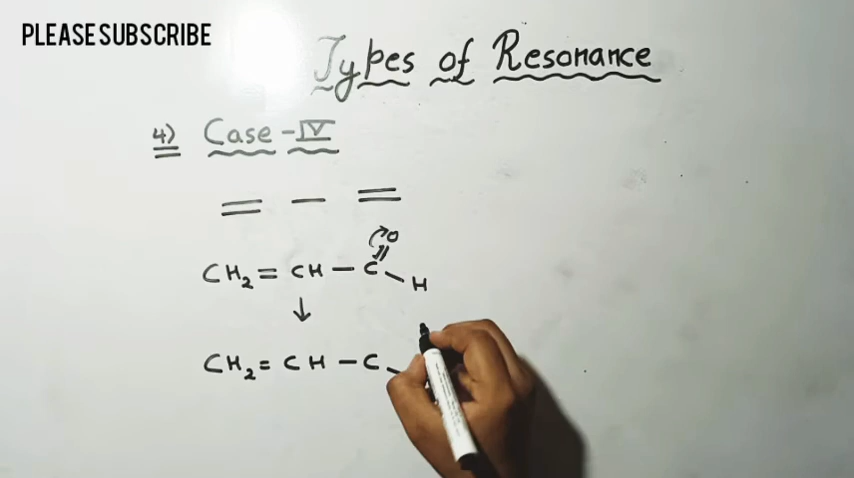 PLEASE SUBSCRIBE
Types of Resonance
4) Case-IV
= — =
O
CH₂ = CH — C
H
↓
CH₂ = CH — C